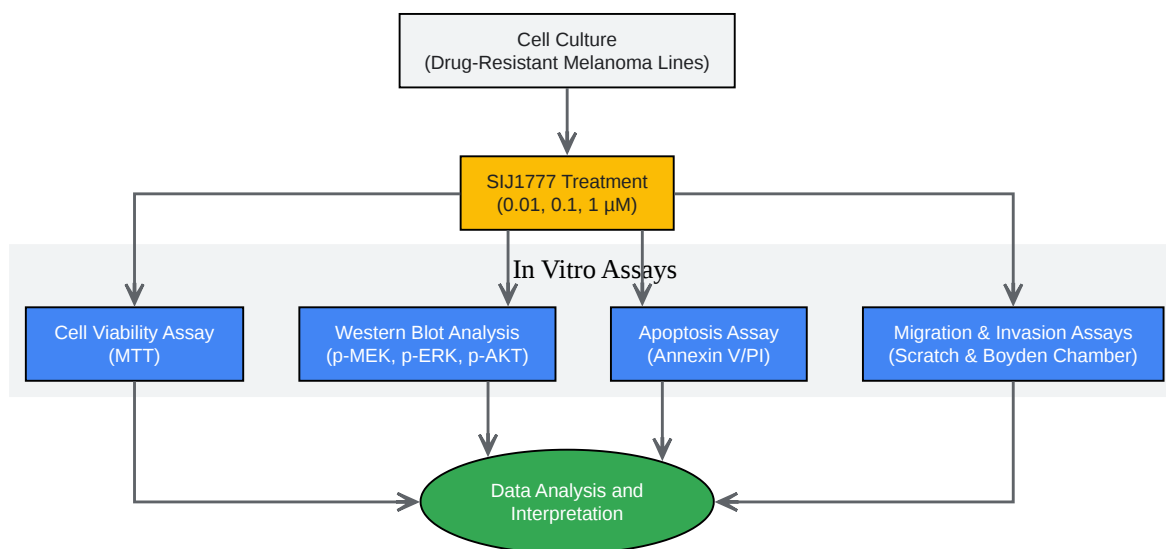 Cell Culture
(Drug-Resistant Melanoma Lines)
SIJ1777 Treatment
(0.01, 0.1, 1 µM)
In Vitro Assays
Cell Viability Assay
(MTT)
Western Blot Analysis
(p-MEK, p-ERK, p-AKT)
Apoptosis Assay
(Annexin V/PI)
Migration & Invasion Assays
(Scratch & Boyden Chamber)
Data Analysis and
Interpretation